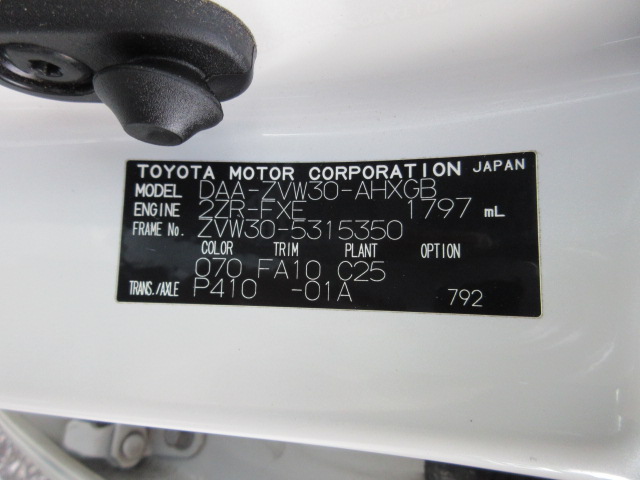 TOYOTA MOTOR CORPORATION JAPAN
MODEL DAA-ZVW30-AHXGB
ENGINE 2ZR-FXE 1797 mL
FRAME No. ZVW30-5315350
COLOR TRIM PLANT OPTION
070 FA10 C25
TRANS./AXLE P410 -01A 792